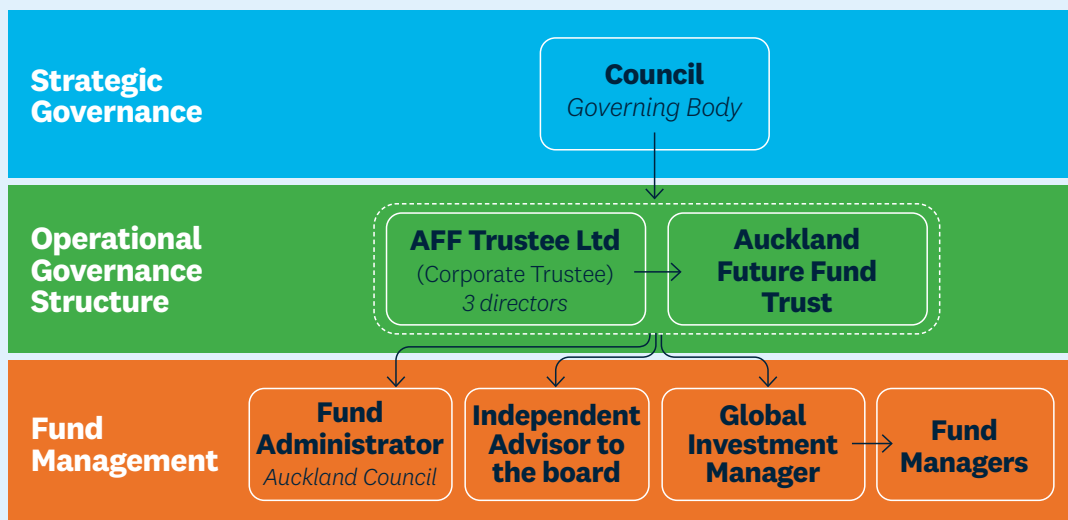 Strategic
Governance
Council
Governing Body
Operational
Governance
Structure
AFF Trustee Ltd
(Corporate Trustee)
3 directors
Auckland
Future Fund
Trust
Fund
Management
Fund
Administrator
Auckland Council
Independent
Advisor to
the board
Global
Investment
Manager
Fund
Managers